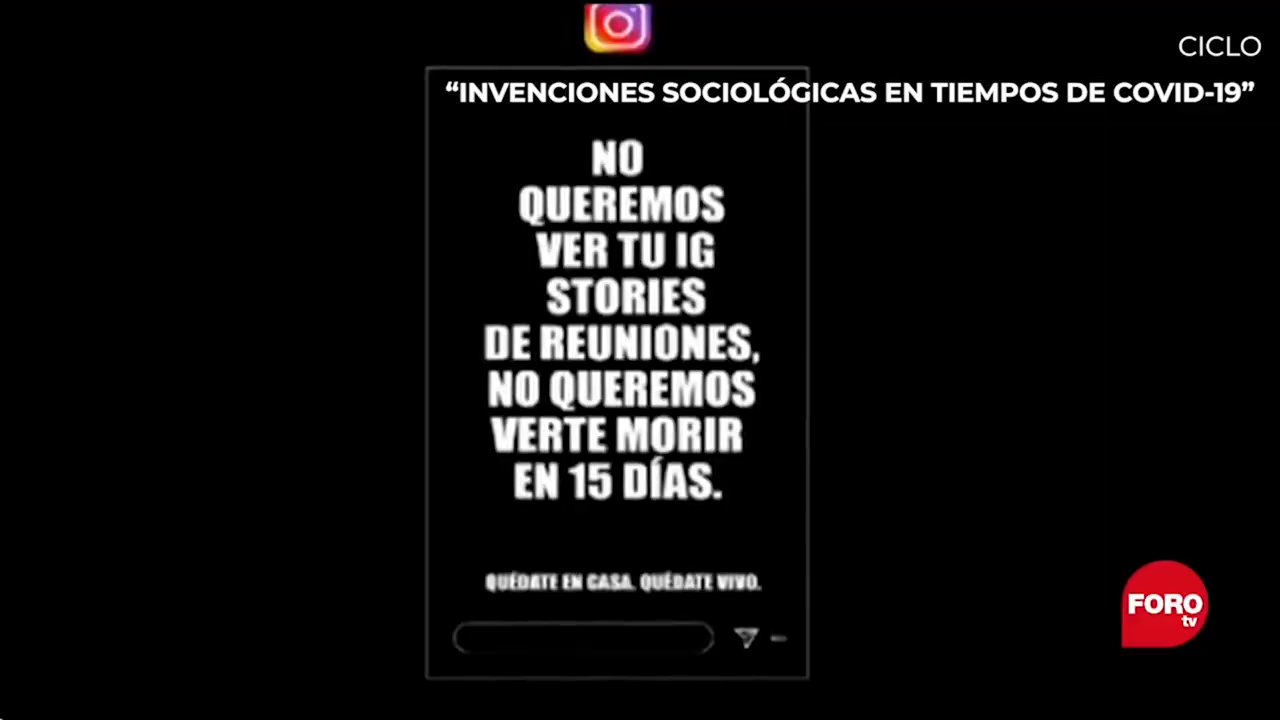 CICLO
“INVENCIONES SOCIOLÓGICAS EN TIEMPOS DE COVID-19”
NO
QUEREMOS
VER TU IG
STORIES
DE REUNIONES,
NO QUEREMOS
VERTE MORIR
EN 15 DÍAS.
QUÉDATE EN CASA. QUÉDATE VIVO.
FORO
tv